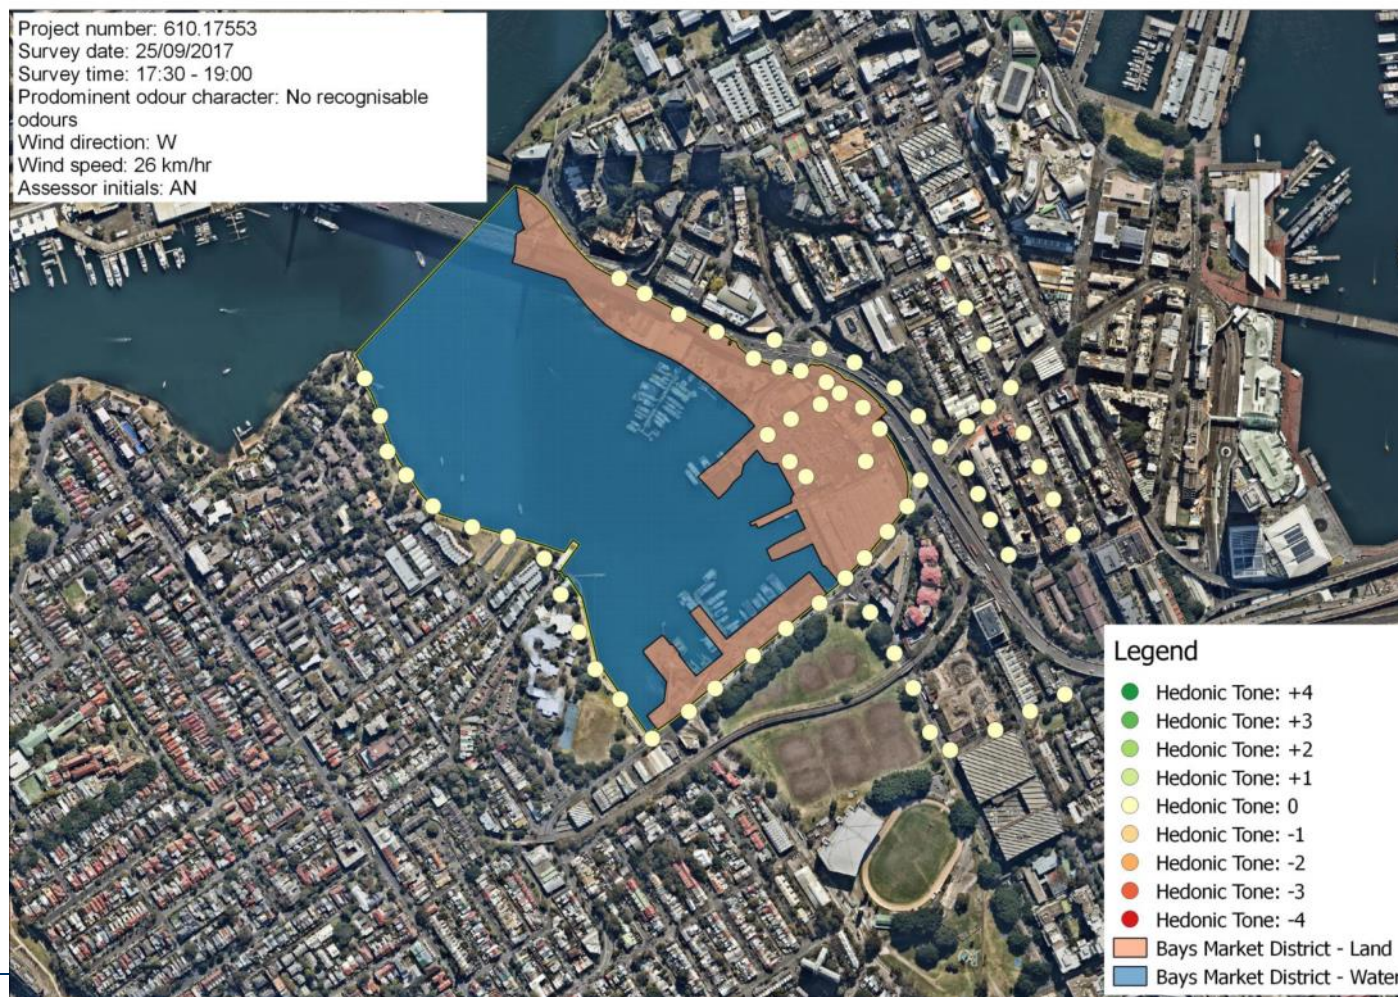 Project number: 610.17553
Survey date: 25/09/2017
Survey time: 17:30 - 19:00
Prodominent odour character: No recognisable
odours
Wind direction: W
Wind speed: 26 km/hr
Assessor initials: AN
Legend
Hedonic Tone: +4
Hedonic Tone: +3
Hedonic Tone: +2
Hedonic Tone: +1
Hedonic Tone: 0
Hedonic Tone: -1
Hedonic Tone: -2
Hedonic Tone: -3
Hedonic Tone: -4
Bays Market District - Land
Bays Market District - Water